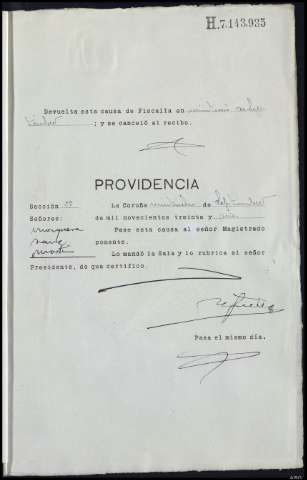 H.7.143.935
Devuelta esta causa de Fiscalía en
; y se canceló el recibo.
PROVIDENCIA
Sección La Coruña de Septiembre
Señores: de mil novecientos treinta y
Pase esta causa al señor Magistrado
ponente.
Lo mandó la Sala y lo rubrica el señor
Presidente, de que certifico.
Pasa el mismo día.